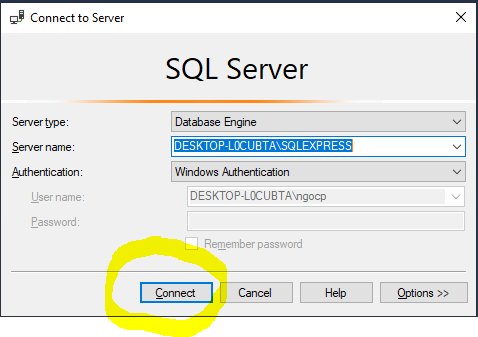 Connect to Server
SQL Server
Server type: Database Engine
Server name: DESKTOP-L0CUBTA\SQLEXPRESS
Authentication: Windows Authentication
User name: DESKTOP-L0CUBTA\ngocp
Password:
Remember password
Connect Cancel Help Options >>